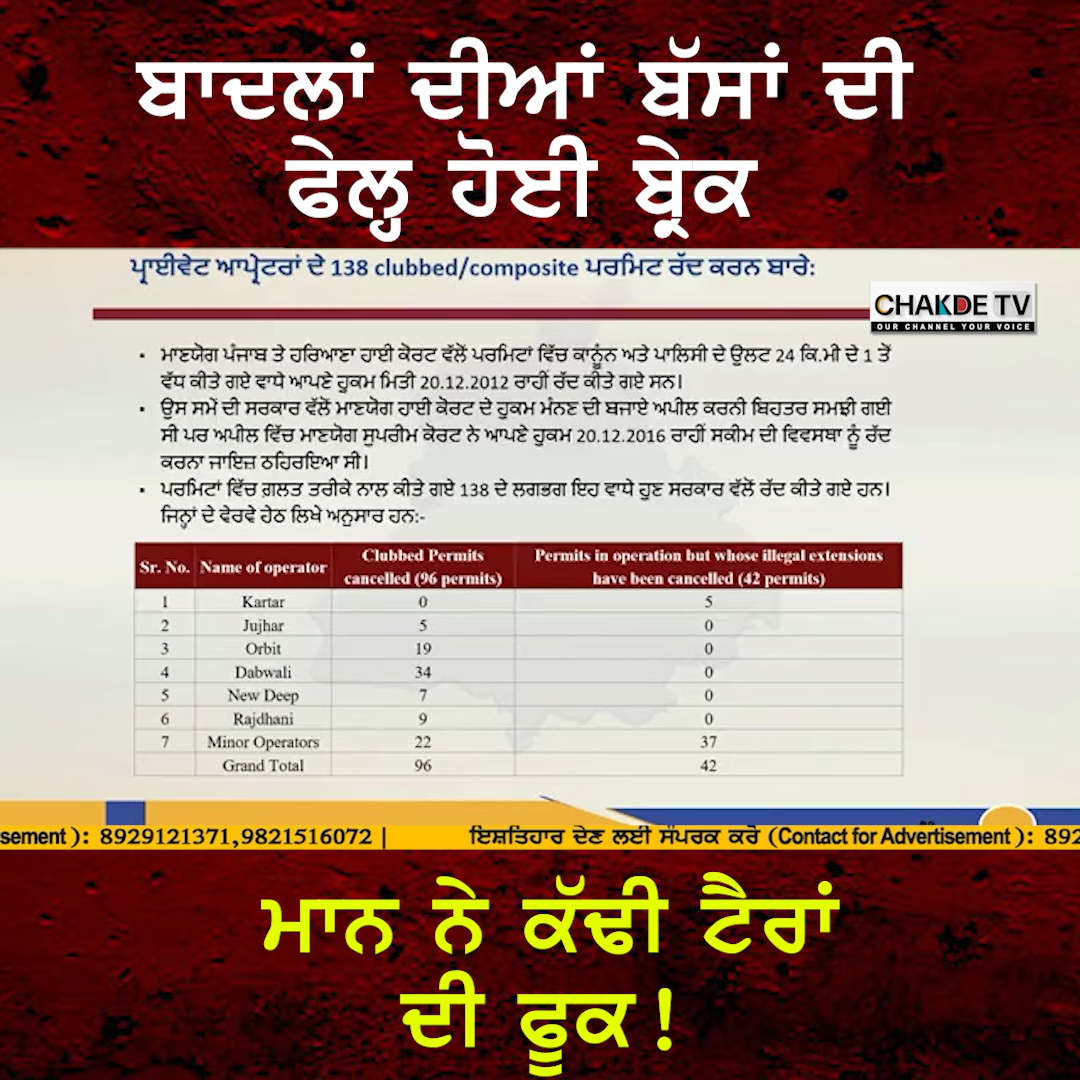 ਬਾਦਲਾਂ ਦੀਆਂ ਬੱਸਾਂ ਦੀ
ਫੇਲ੍ਹ ਹੋਈ ਬ੍ਰੇਕ
ਪ੍ਰਾਈਵੇਟ ਆਪ੍ਰੇਟਰਾਂ ਦੇ 138 clubbed/composite ਪਰਮਿਟ ਰੱਦ ਕਰਨ ਬਾਰੇ:
CHAKDE TV
OUR CHANNEL YOUR VOICE
• ਮਾਣਯੋਗ ਪੰਜਾਬ ਤੇ ਹਰਿਆਣਾ ਹਾਈ ਕੋਰਟ ਵੱਲੋਂ ਪਰਮਿਟਾਂ ਵਿੱਚ ਕਾਨੂੰਨ ਅਤੇ ਪਾਲਿਸੀ ਦੇ ਉਲਟ 24 ਕਿ.ਮੀ ਦੇ 1 ਤੋਂ
ਵੱਧ ਕੀਤੇ ਗਏ ਵਾਧੇ ਆਪਣੇ ਹੁਕਮ ਮਿਤੀ 20.12.2012 ਰਾਹੀਂ ਰੱਦ ਕੀਤੇ ਗਏ ਸਨ।
• ਉਸ ਸਮੇਂ ਦੀ ਸਰਕਾਰ ਵੱਲੋਂ ਮਾਣਯੋਗ ਹਾਈ ਕੋਰਟ ਦੇ ਹੁਕਮ ਮੰਨਣ ਦੀ ਬਜਾਏ ਅਪੀਲ ਕਰਨੀ ਬਿਹਤਰ ਸਮਝੀ ਗਈ
ਸੀ ਪਰ ਅਪੀਲ ਵਿੱਚ ਮਾਣਯੋਗ ਸੁਪਰੀਮ ਕੋਰਟ ਨੇ ਆਪਣੇ ਹੁਕਮ 20.12.2016 ਰਾਹੀਂ ਸਕੀਮ ਦੀ ਵਿਵਸਥਾ ਨੂੰ ਰੱਦ
ਕਰਨਾ ਜਾਇਜ਼ ਠਹਿਰਇਆ ਸੀ।
• ਪਰਮਿਟਾਂ ਵਿੱਚ ਗ਼ਲਤ ਤਰੀਕੇ ਨਾਲ ਕੀਤੇ ਗਏ 138 ਦੇ ਲਗਭਗ ਇਹ ਵਾਧੇ ਹੁਣ ਸਰਕਾਰ ਵੱਲੋਂ ਰੱਦ ਕੀਤੇ ਗਏ ਹਨ।
ਜਿਨ੍ਹਾਂ ਦੇ ਵੇਰਵੇ ਹੇਠ ਲਿਖੇ ਅਨੁਸਾਰ ਹਨ:-
Sr. No. Name of operator Clubbed Permits cancelled (96 permits) Permits in operation but whose illegal extensions have been cancelled (42 permits)
1 Kartar 0 5
2 Jujhar 5 0
3 Orbit 19 0
4 Dabwali 34 0
5 New Deep 7 0
6 Rajdhani 9 0
7 Minor Operators 22 37
Grand Total 96 42
sement ): 8929121371,9821516072 | ਇਸ਼ਤਿਹਾਰ ਦੇਣ ਲਈ ਸੰਪਰਕ ਕਰੋ (Contact for Advertisement ): 892
ਮਾਨ ਨੇ ਕੱਢੀ ਟੈਰਾਂ
ਦੀ ਫੂਕ!